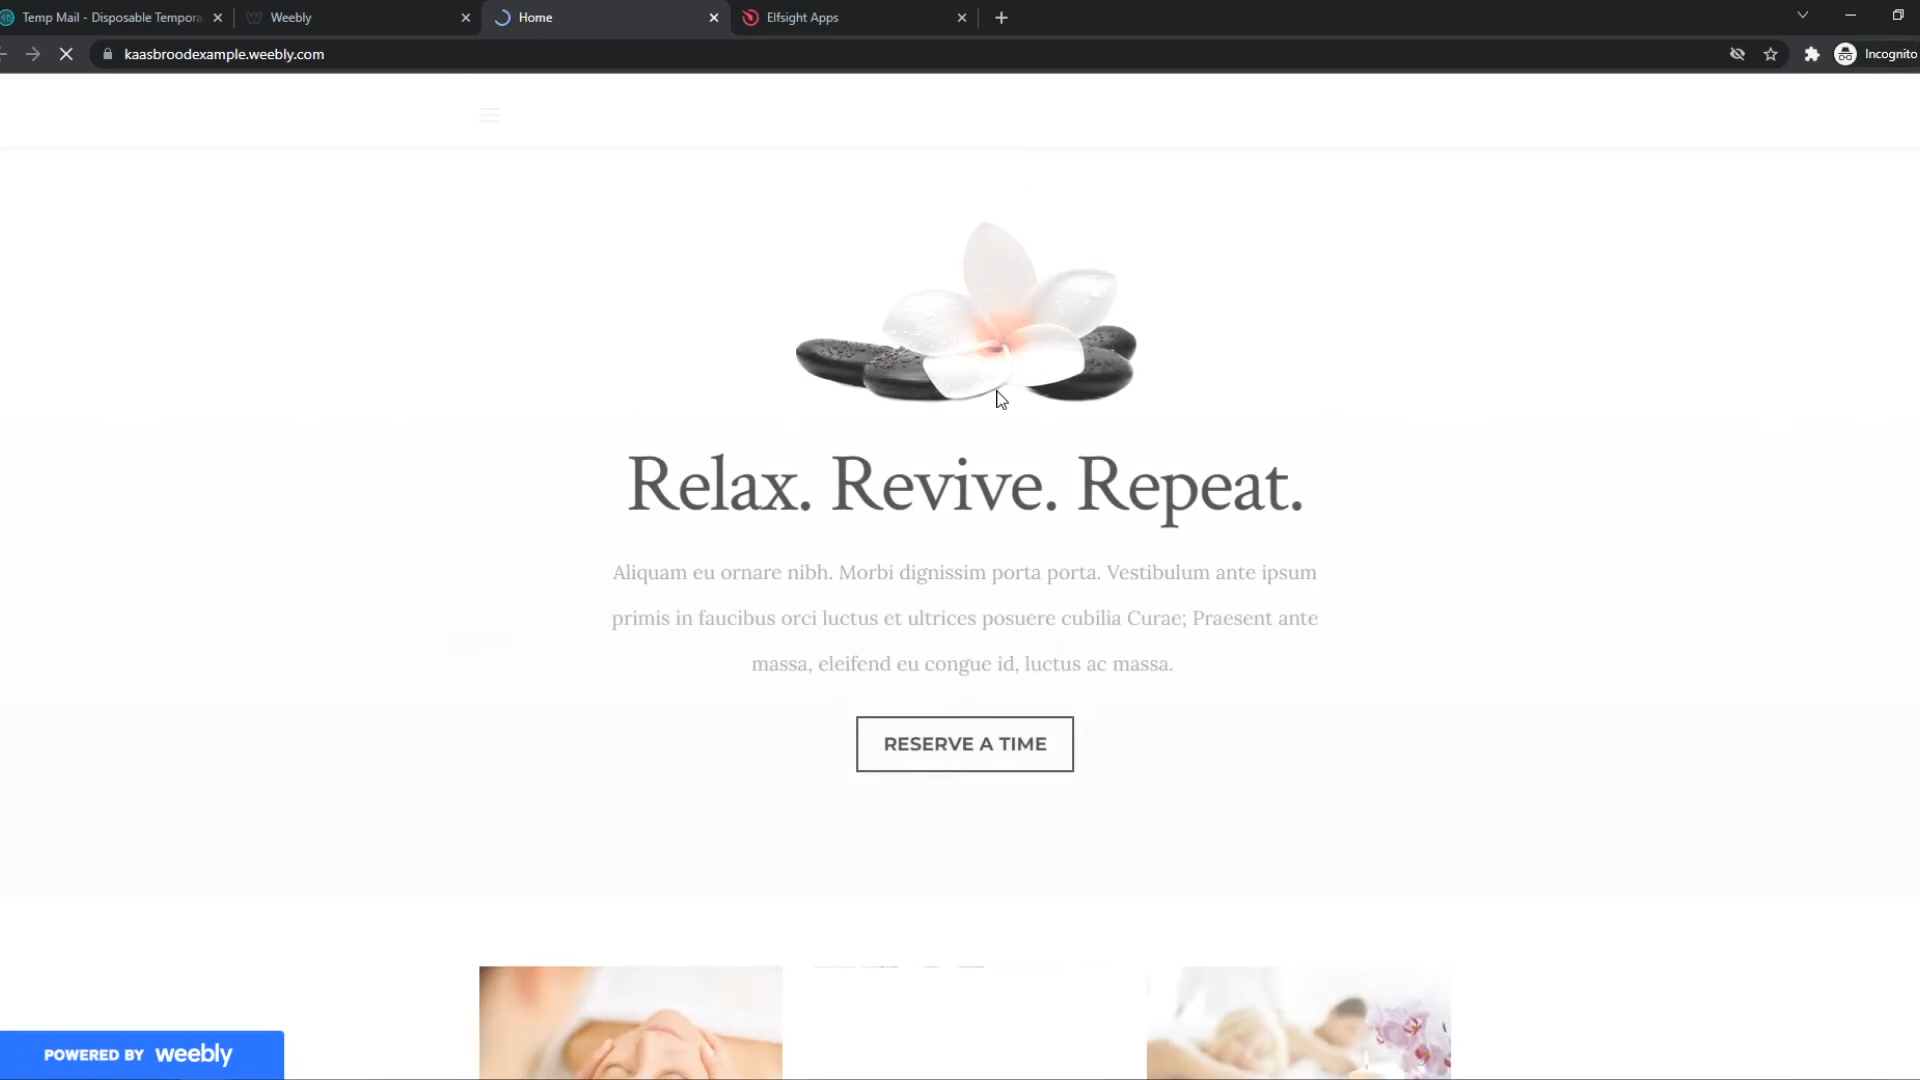 Temp Mail - Disposable Tempora
Weebly
Home
Elfsight Apps
kaasbroodexample.weebly.com
Incognito
Relax. Revive. Repeat.
Aliquam eu ornare nibh. Morbi dignissim porta porta. Vestibulum ante ipsum
primis in faucibus orci luctus et ultrices posuere cubilia Curae; Praesent ante
massa, eleifend eu congue id, luctus ac massa.
RESERVE A TIME
POWERED BY weebly